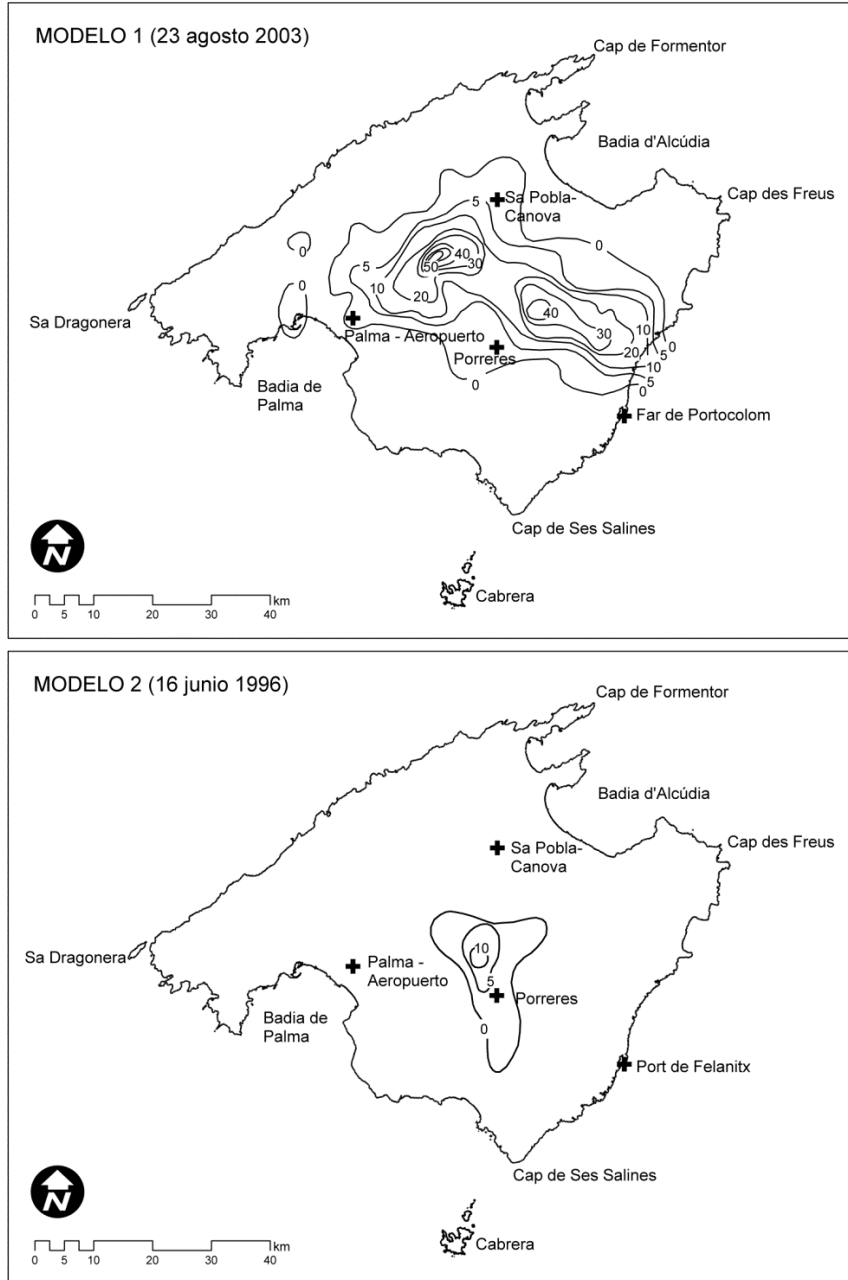 MODELO 1 (23 agosto 2003)
Cap de Formentor
Badia d'Alcúdia
Cap des Freus
Sa Pobla-
Canova
5
0
0
0
5
10
20
50
40
30
40
30
10
5
0
20
10
5
0
0
Sa Dragonera
Palma - Aeropuerto
Porreres
Badia de
Palma
Far de Portocolom
Cap de Ses Salines
Cabrera
N
km
0 5 10 20 30 40
MODELO 2 (16 junio 1996)
Cap de Formentor
Badia d'Alcúdia
Cap des Freus
Sa Pobla-
Canova
Sa Dragonera
Palma -
Aeropuerto
10
5
Porreres
0
Badia de
Palma
Port de Felanitx
Cap de Ses Salines
Cabrera
N
km
0 5 10 20 30 40